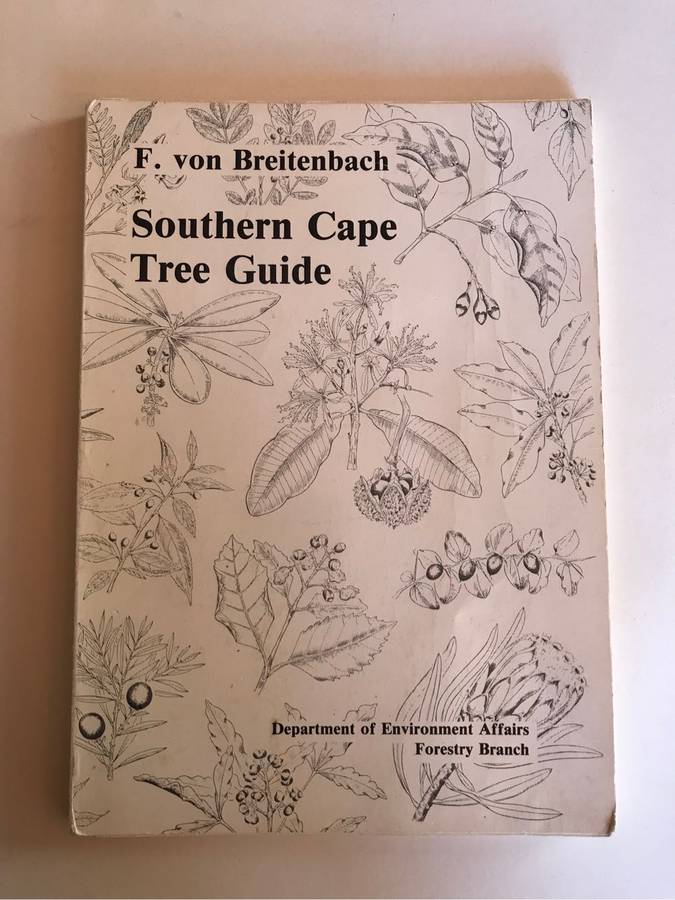 F. von Breitenbach
Southern Cape
Tree Guide
Department of Environment Affairs
Forestry Branch